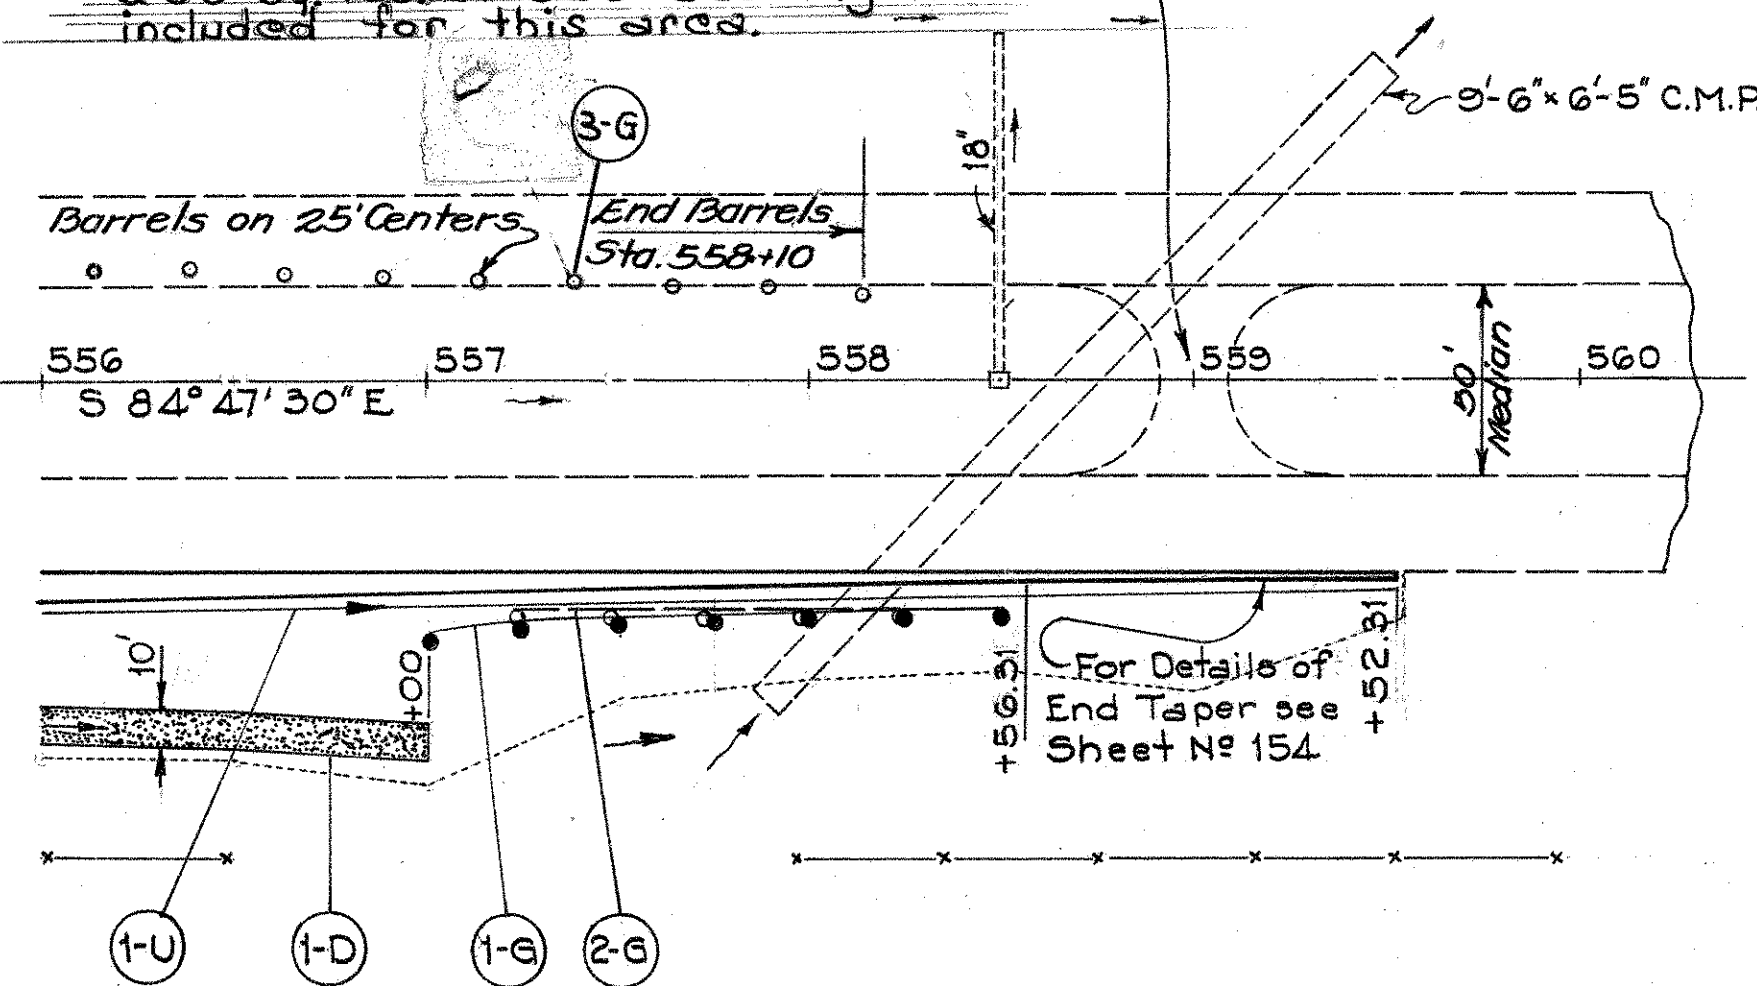 included for this area.
9'-6"x 6'-5" C.M.P.
3-G
18"
Barrels on 25' Centers
End Barrels
Sta. 558+10
556
557
558
559
560
S 84° 47' 30" E
50'
Median
10'
+00
+56.31
For Details of
End Taper see
Sheet Nº 154
+52.31
1-U
1-D
1-G
2-G